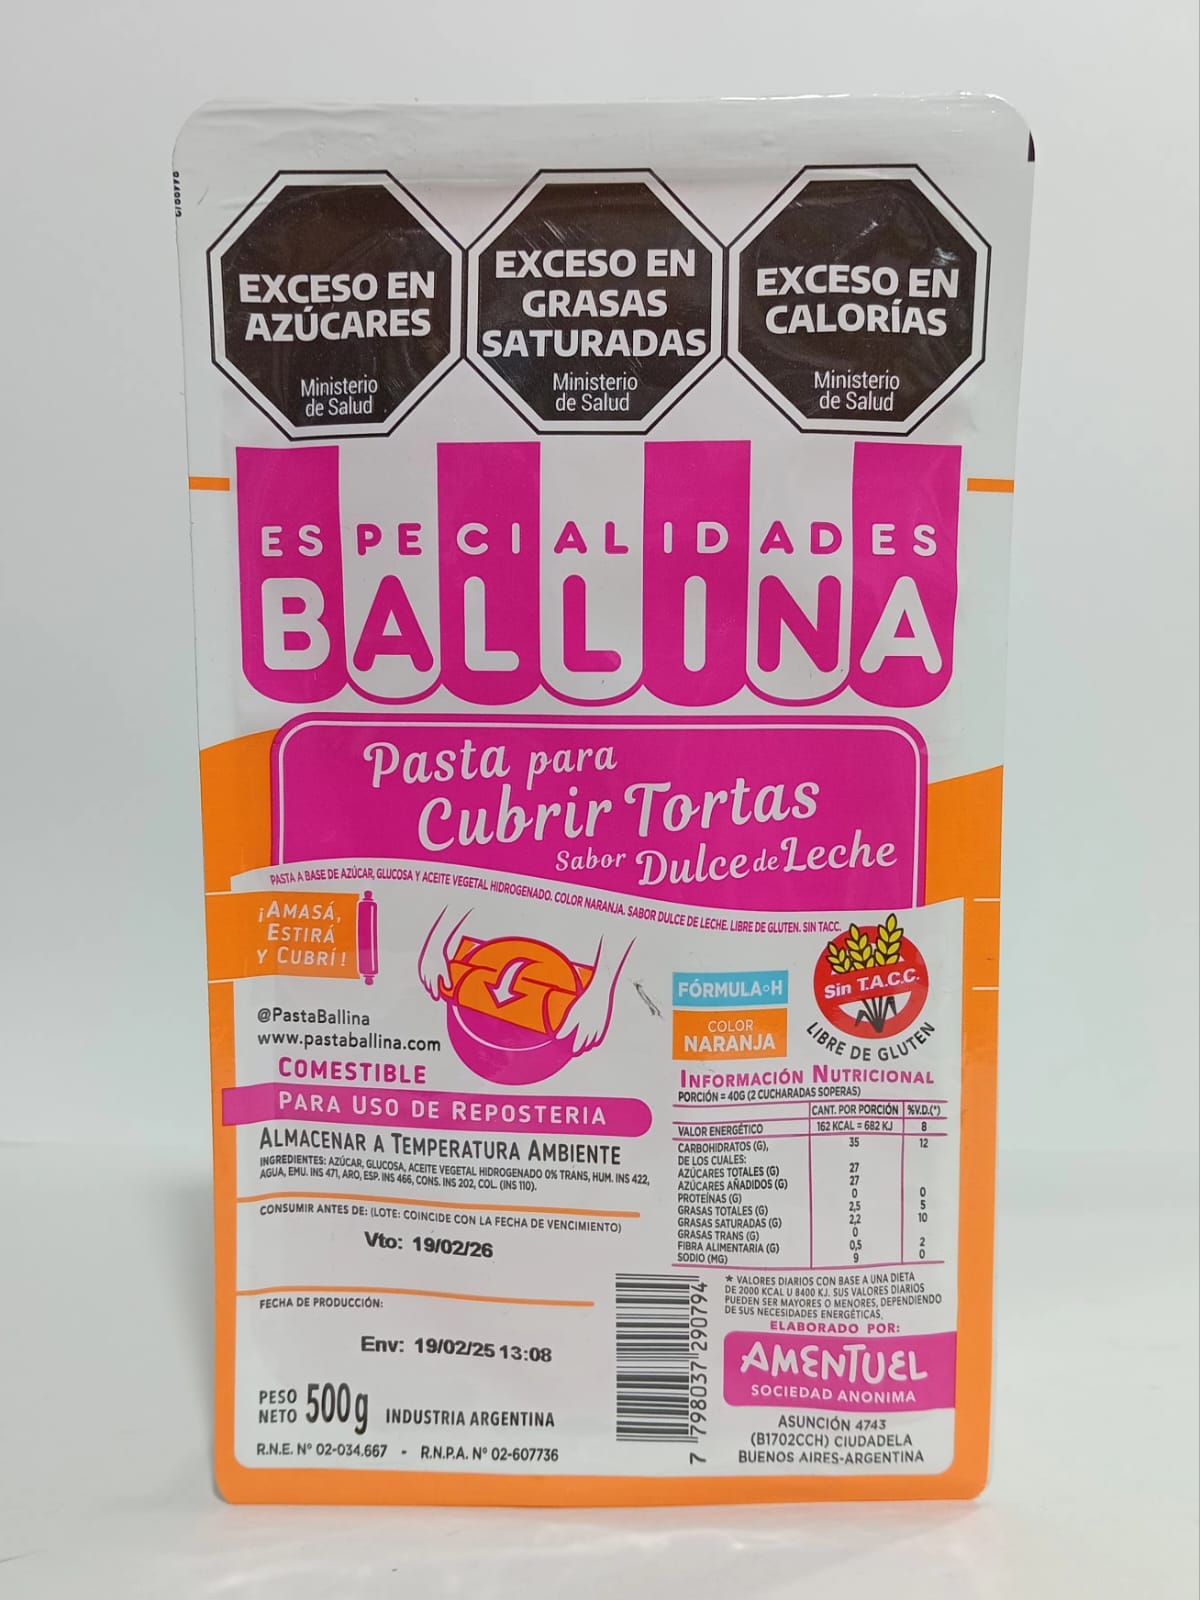 EXCESO EN
AZÚCARES
Ministerio
de Salud
EXCESO EN
GRASAS
SATURADAS
Ministerio
de Salud
EXCESO EN
CALORÍAS
Ministerio
de Salud
ESPECIALIDADES
BALLINA
Pasta para
Cubrir Tortas
Sabor Dulce de Leche
PASTA A BASE DE AZÚCAR, GLUCOSA Y ACEITE VEGETAL HIDROGENADO. COLOR NARANJA. SABOR DULCE DE LECHE. LIBRE DE GLUTEN. SIN TACC.
¡AMASÁ,
ESTIRÁ
Y CUBRÍ!
@PastaBallina
www.pastaballina.com
COMESTIBLE
PARA USO DE REPOSTERIA
ALMACENAR A TEMPERATURA AMBIENTE
INGREDIENTES: AZÚCAR, GLUCOSA, ACEITE VEGETAL HIDROGENADO 0% TRANS, HUM. INS 422,
AGUA, EMU. INS 471, ARO, ESP. INS 466, CONS. INS 202, COL. (INS 110).
CONSUMIR ANTES DE: (LOTE: COINCIDE CON LA FECHA DE VENCIMIENTO)
Vto: 19/02/26
FECHA DE PRODUCCIÓN:
Env: 19/02/25 13:08
PESO
NETO 500g INDUSTRIA ARGENTINA
R.N.E. N° 02-034.667 - R.N.P.A. N° 02-607736
FÓRMULA H
COLOR
NARANJA
Sin T.A.C.C.
LIBRE DE GLUTEN
INFORMACIÓN NUTRICIONAL
PORCIÓN = 40G (2 CUCHARADAS SOPERAS)
CANT. POR PORCIÓN %V.D.(*)
VALOR ENERGÉTICO 162 KCAL = 682 KJ 8
CARBOHIDRATOS (G), 35 12
DE LOS CUALES:
AZÚCARES TOTALES (G) 27
AZÚCARES AÑADIDOS (G) 27
PROTEÍNAS (G) 0 0
GRASAS TOTALES (G) 2,5 5
GRASAS SATURADAS (G) 2,2 10
GRASAS TRANS (G) 0
FIBRA ALIMENTARIA (G) 0,5 2
SODIO (MG) 9 0
* VALORES DIARIOS CON BASE A UNA DIETA
DE 2000 KCAL U 8400 KJ. SUS VALORES DIARIOS
PUEDEN SER MAYORES O MENORES, DEPENDIENDO
DE SUS NECESIDADES ENERGÉTICAS.
ELABORADO POR:
AMENTUEL
SOCIEDAD ANONIMA
ASUNCIÓN 4743
(B1702CCH) CIUDADELA
BUENOS AIRES-ARGENTINA
7 798037 290794